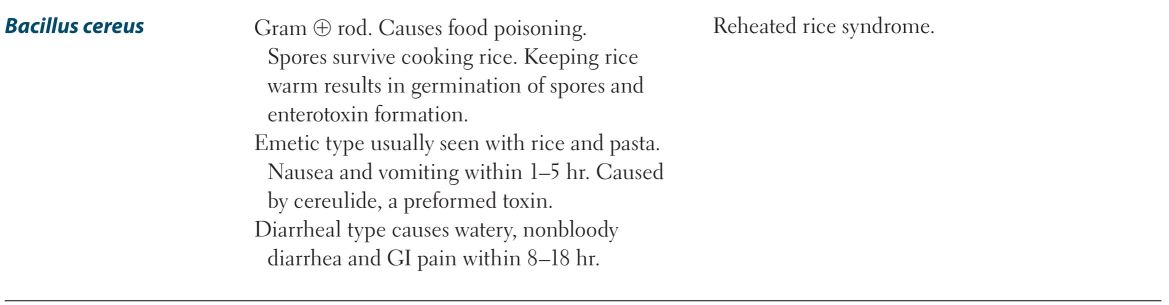 Bacillus cereus
Gram ⊕ rod. Causes food poisoning.
Spores survive cooking rice. Keeping rice
warm results in germination of spores and
enterotoxin formation.
Emetic type usually seen with rice and pasta.
Nausea and vomiting within 1–5 hr. Caused
by cereulide, a preformed toxin.
Diarrheal type causes watery, nonbloody
diarrhea and GI pain within 8–18 hr.
Reheated rice syndrome.